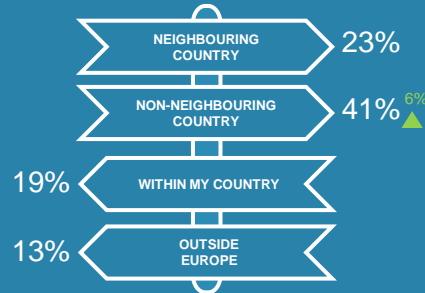 NEIGHBOURING
COUNTRY
23%
NON-NEIGHBOURING
COUNTRY
41%
6%
19%
WITHIN MY COUNTRY
13%
OUTSIDE
EUROPE